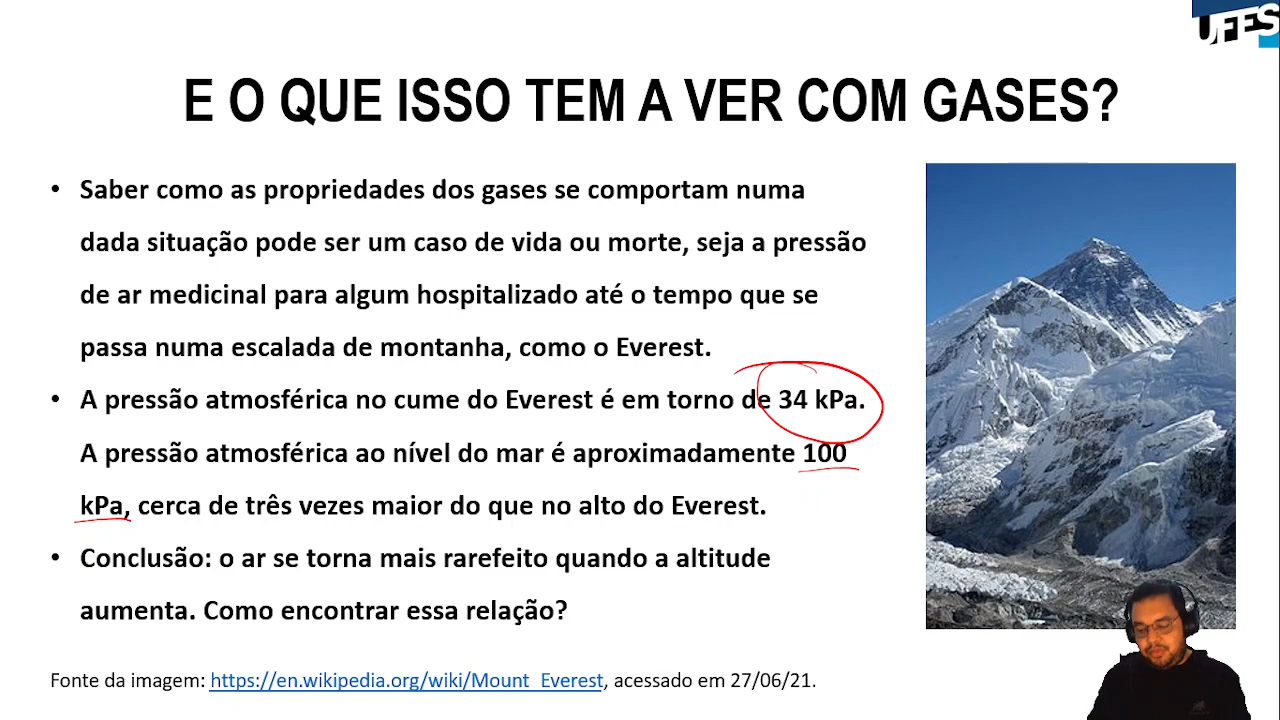 UFES
E O QUE ISSO TEM A VER COM GASES?
• Saber como as propriedades dos gases se comportam numa
dada situação pode ser um caso de vida ou morte, seja a pressão
de ar medicinal para algum hospitalizado até o tempo que se
passa numa escalada de montanha, como o Everest.
• A pressão atmosférica no cume do Everest é em torno de 34 kPa.
A pressão atmosférica ao nível do mar é aproximadamente 100
kPa, cerca de três vezes maior do que no alto do Everest.
• Conclusão: o ar se torna mais rarefeito quando a altitude
aumenta. Como encontrar essa relação?
Fonte da imagem: https://en.wikipedia.org/wiki/Mount_Everest, acessado em 27/06/21.